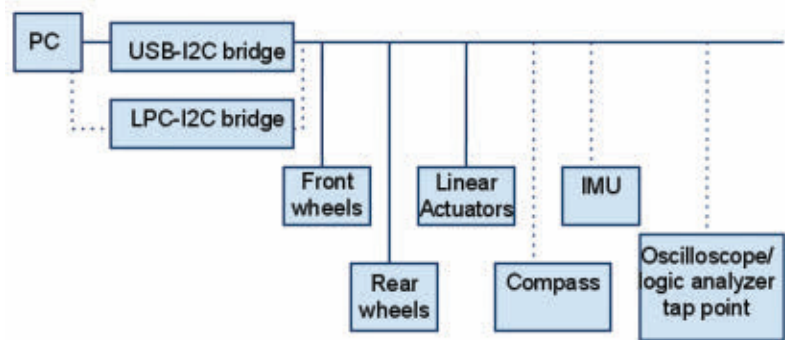 PC
USB-I2C bridge
LPC-I2C bridge
Front
wheels
Linear
Actuators
IMU
Rear
wheels
Compass
Oscilloscope/
logic analyzer
tap point